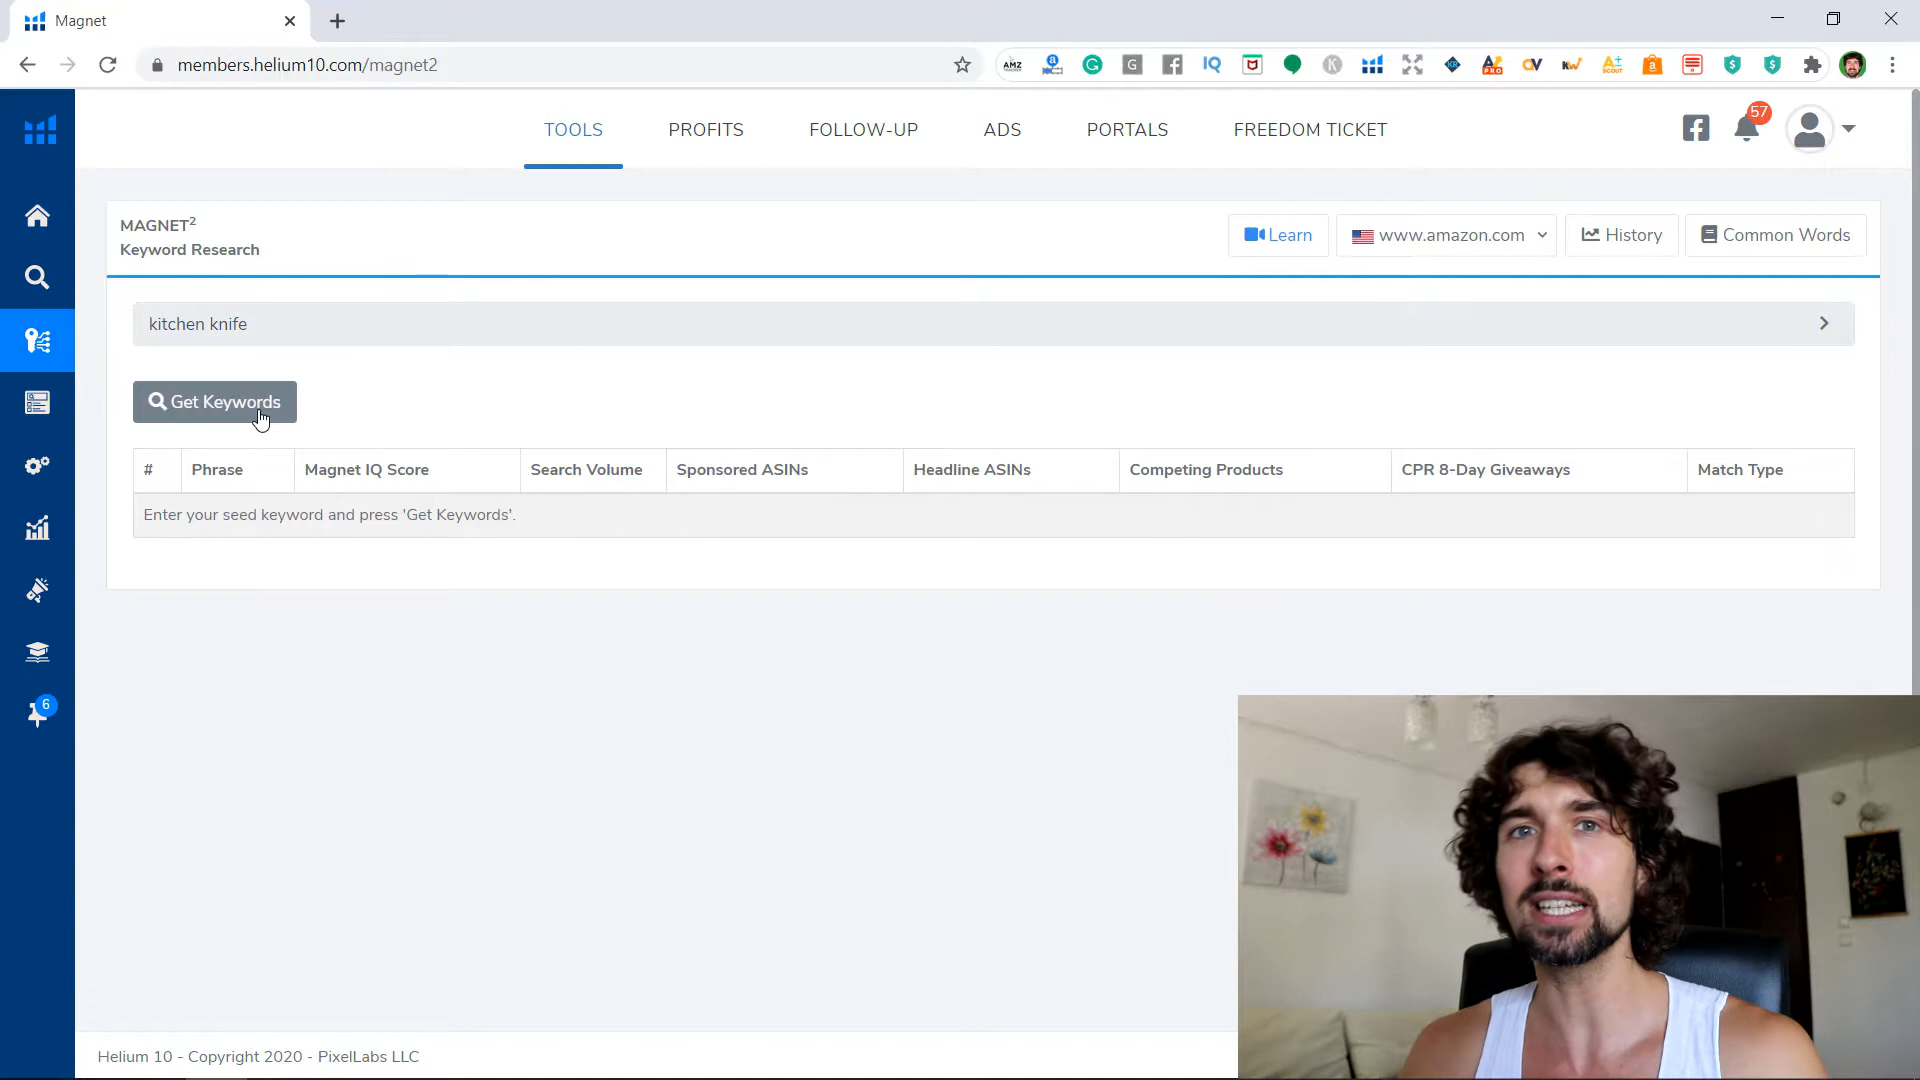 Magnet
members.helium10.com/magnet2
TOOLS PROFITS FOLLOW-UP ADS PORTALS FREEDOM TICKET
57
MAGNET²
Keyword Research
Learn
www.amazon.com
History
Common Words
kitchen knife
Get Keywords
# Phrase Magnet IQ Score Search Volume Sponsored ASINs Headline ASINs Competing Products CPR 8-Day Giveaways Match Type
Enter your seed keyword and press 'Get Keywords'.
6
Helium 10 - Copyright 2020 - PixelLabs LLC